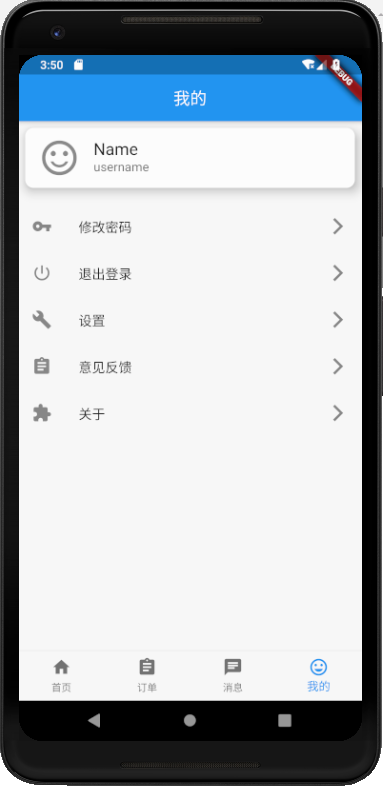 3:50
DEBUG
我的
Name
username
修改密码
退出登录
设置
意见反馈
关于
首页
订单
消息
我的